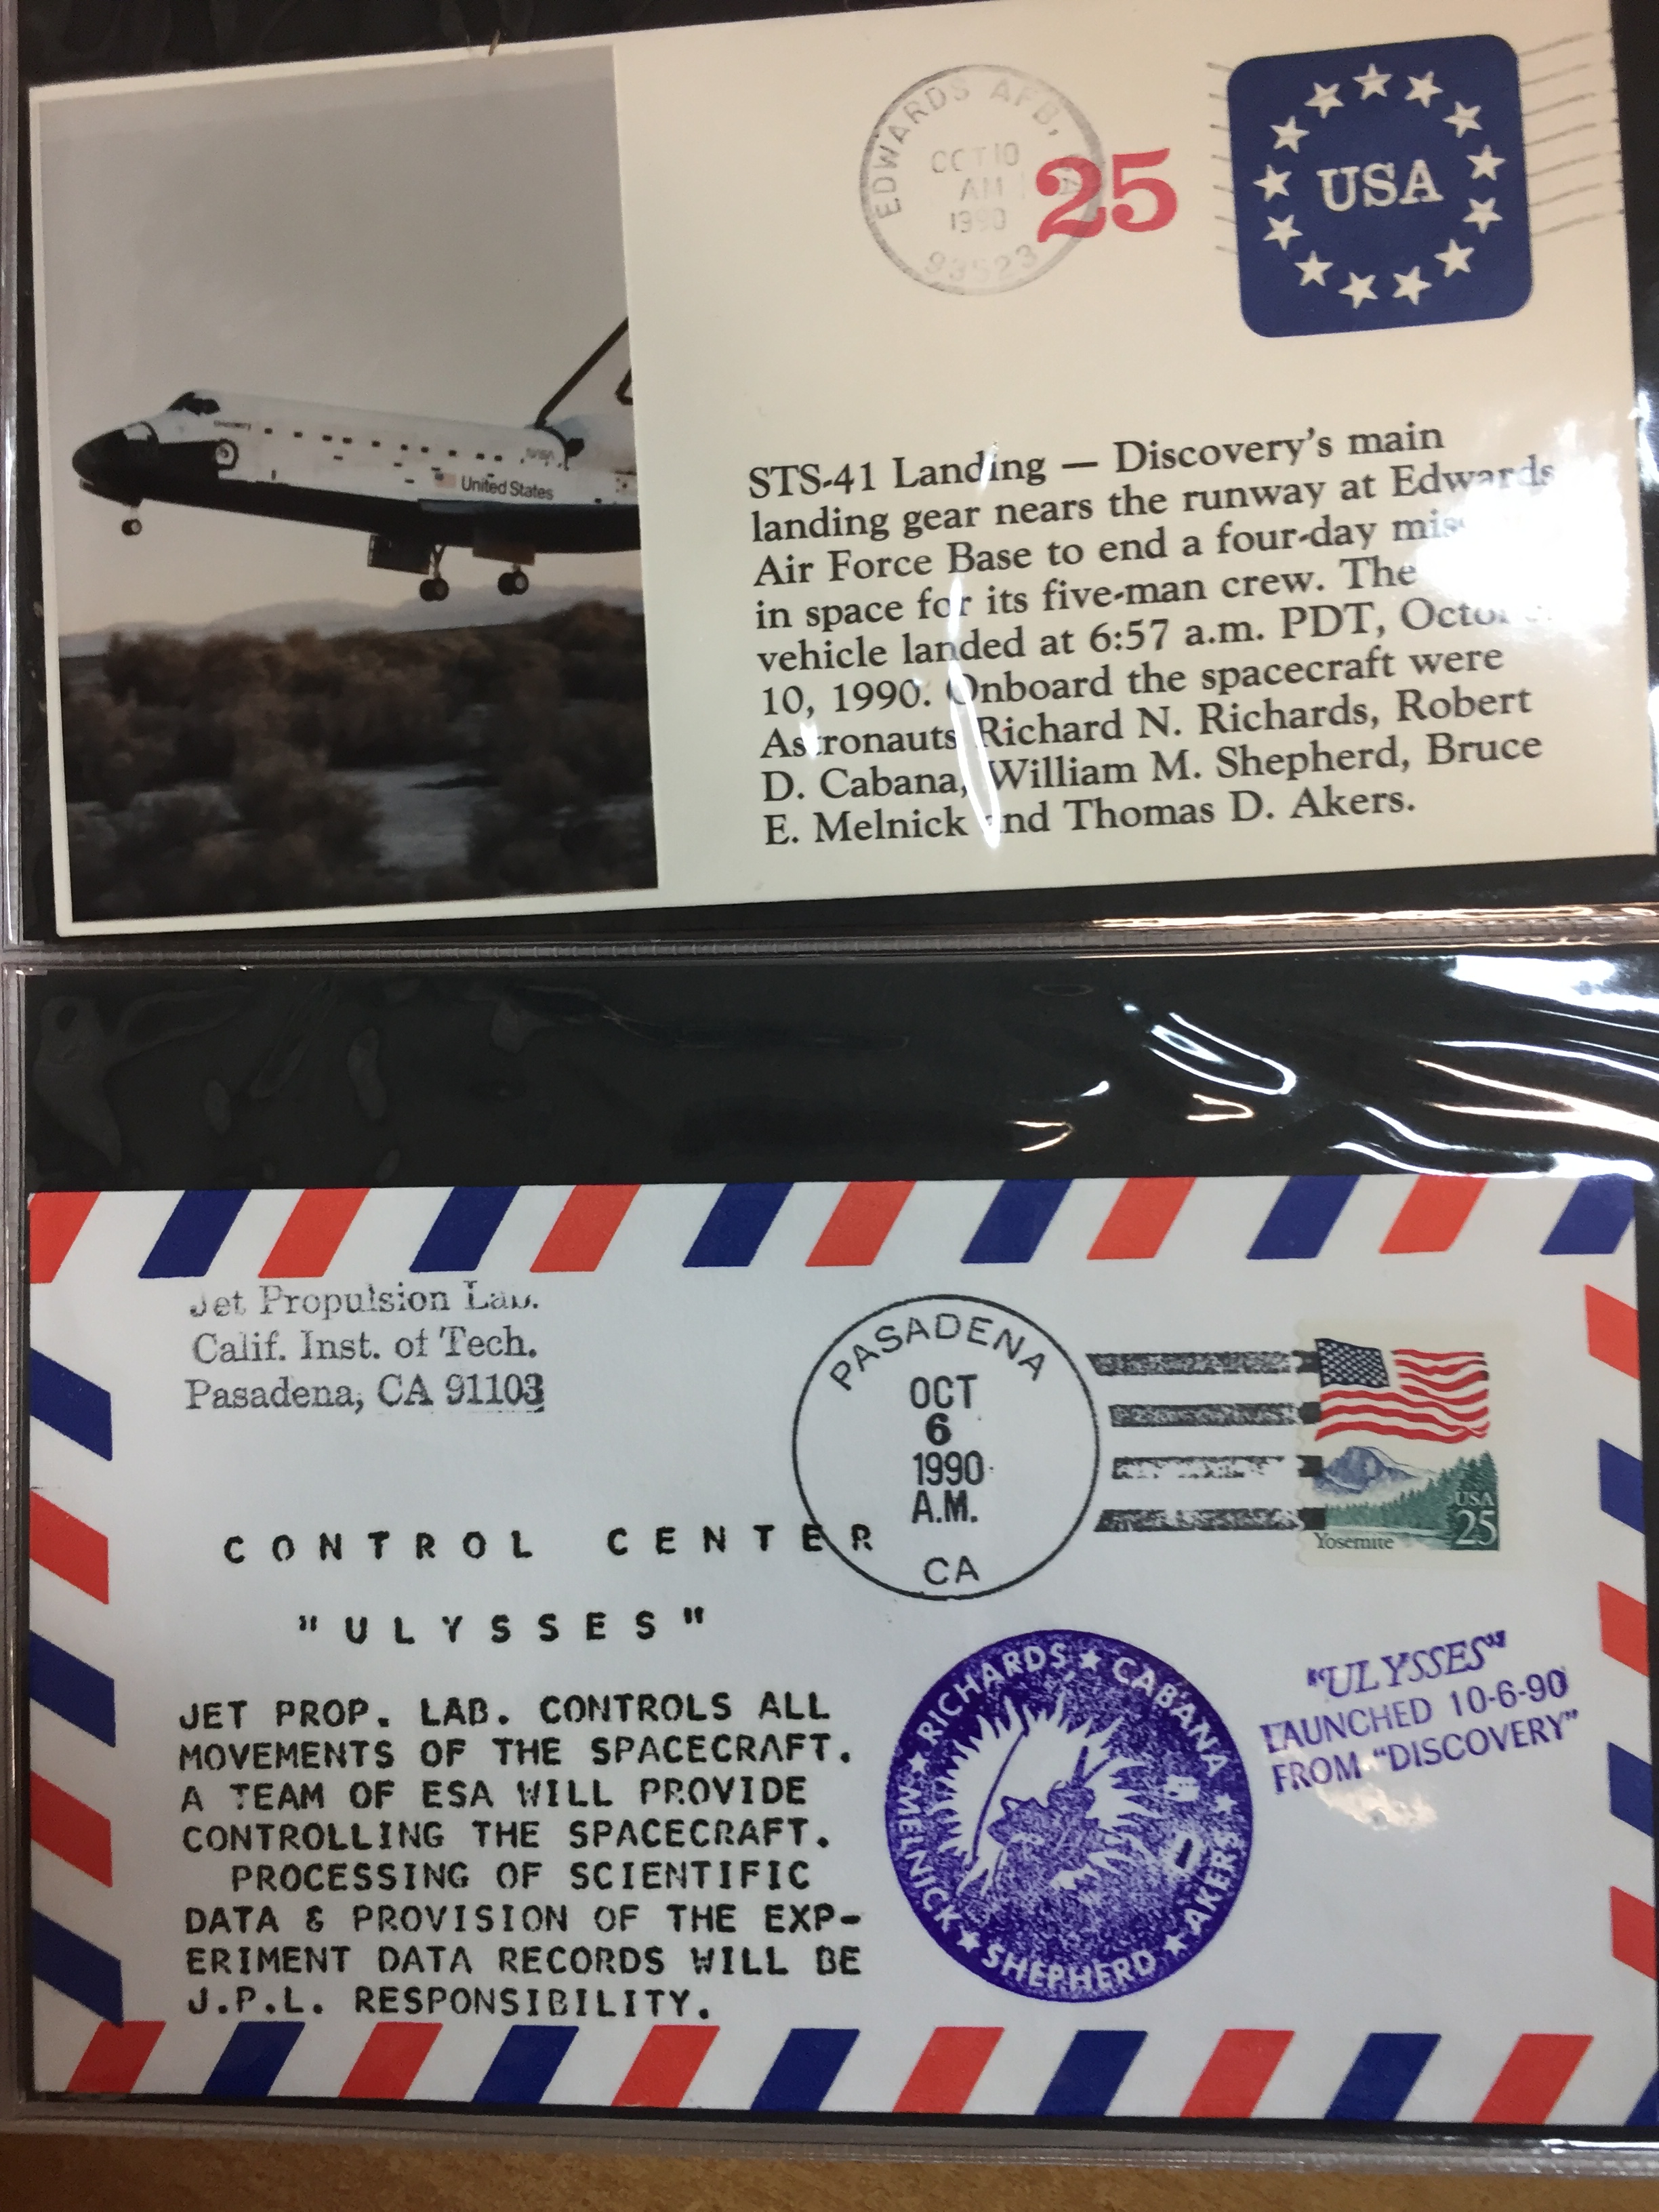 EDWARDS AFB,
OCT 10
AM
1990
93523
25
USA
Discovery
NASA
United States
STS-41 Landing — Discovery's main
landing gear nears the runway at Edwards
Air Force Base to end a four-day
in space for its five-man crew. The
vehicle landed at 6:57 a.m. PDT,
10, 1990. Onboard the spacecraft were
Astronauts Richard N. Richards, Robert
D. Cabana, William M. Shepherd, Bruce
E. Melnick and Thomas D. Akers.
Jet Propulsion Lab.
Calif. Inst. of Tech.
Pasadena, CA 91103
PASADENA
OCT
6
1990
A.M.
CA
USA
25
Yosemite
CONTROL CENTER
"ULYSSES"
JET PROP. LAB. CONTROLS ALL
MOVEMENTS OF THE SPACECRAFT.
A TEAM OF ESA WILL PROVIDE
CONTROLLING THE SPACECRAFT.
PROCESSING OF SCIENTIFIC
DATA & PROVISION OF THE EXP-
ERIMENT DATA RECORDS WILL BE
J.P.L. RESPONSIBILITY.
RICHARDS ★ CABANA ★ AKERS ★ SHEPHERD ★ MELNICK ★
"ULYSSES"
LAUNCHED 10-6-90
FROM "DISCOVERY"